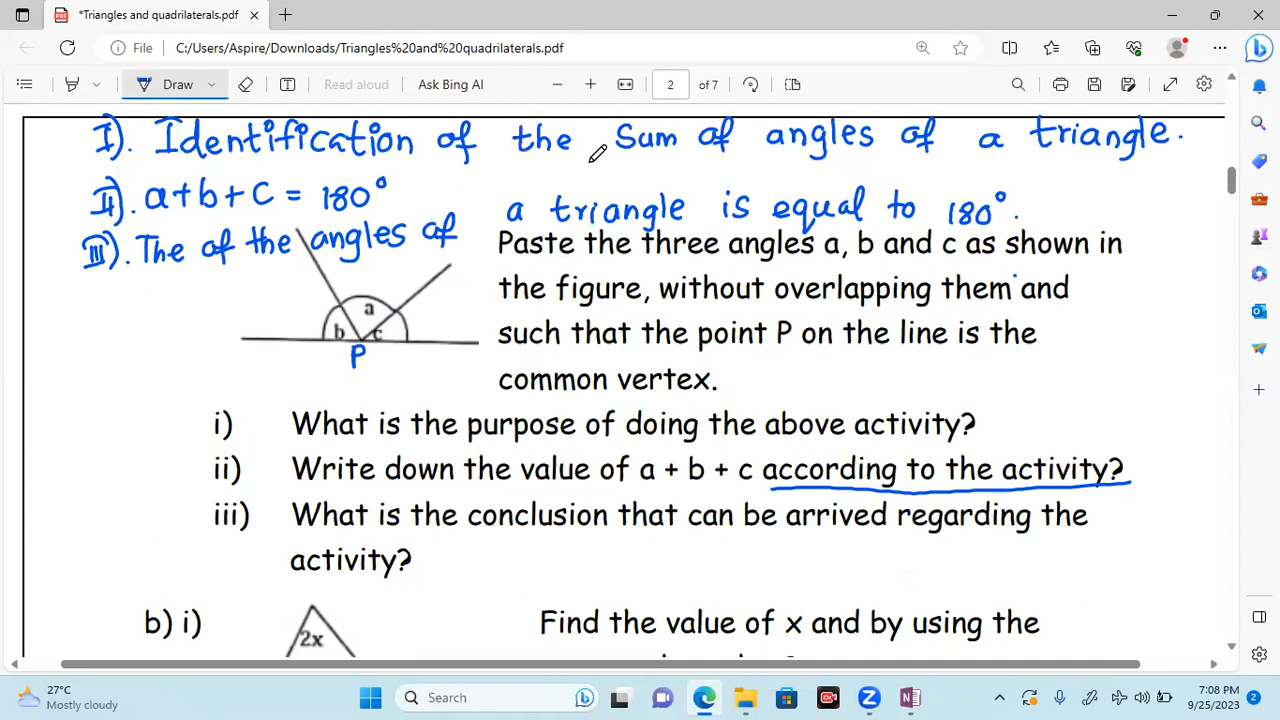 *Triangles and quadrilaterals.pdf
File C:/Users/Aspire/Downloads/Triangles%20and%20quadrilaterals.pdf
Draw Read aloud Ask Bing AI 2 of 7
I). Identification of the Sum of angles of a triangle.
II). a+b+c = 180°
a triangle is equal to 180°.
III). The of the angles of
Paste the three angles a, b and c as shown in
the figure, without overlapping them and
such that the point P on the line is the
common vertex.
a
b c
P
i) What is the purpose of doing the above activity?
ii) Write down the value of a + b + c according to the activity?
iii) What is the conclusion that can be arrived regarding the
activity?
b) i) Find the value of x and by using the
2x
27°C
Mostly cloudy
Search
7:08 PM
9/25/2023
2